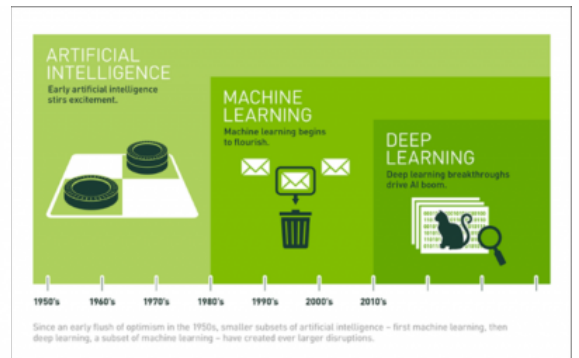 ARTIFICIAL
INTELLIGENCE
Early artificial intelligence
stirs excitement.
MACHINE
LEARNING
Machine learning begins
to flourish.
DEEP
LEARNING
Deep learning breakthroughs
drive AI boom.
1950's 1960's 1970's 1980's 1990's 2000's 2010's
Since an early flush of optimism in the 1950s, smaller subsets of artificial intelligence – first machine learning, then
deep learning, a subset of machine learning – have created ever larger disruptions.